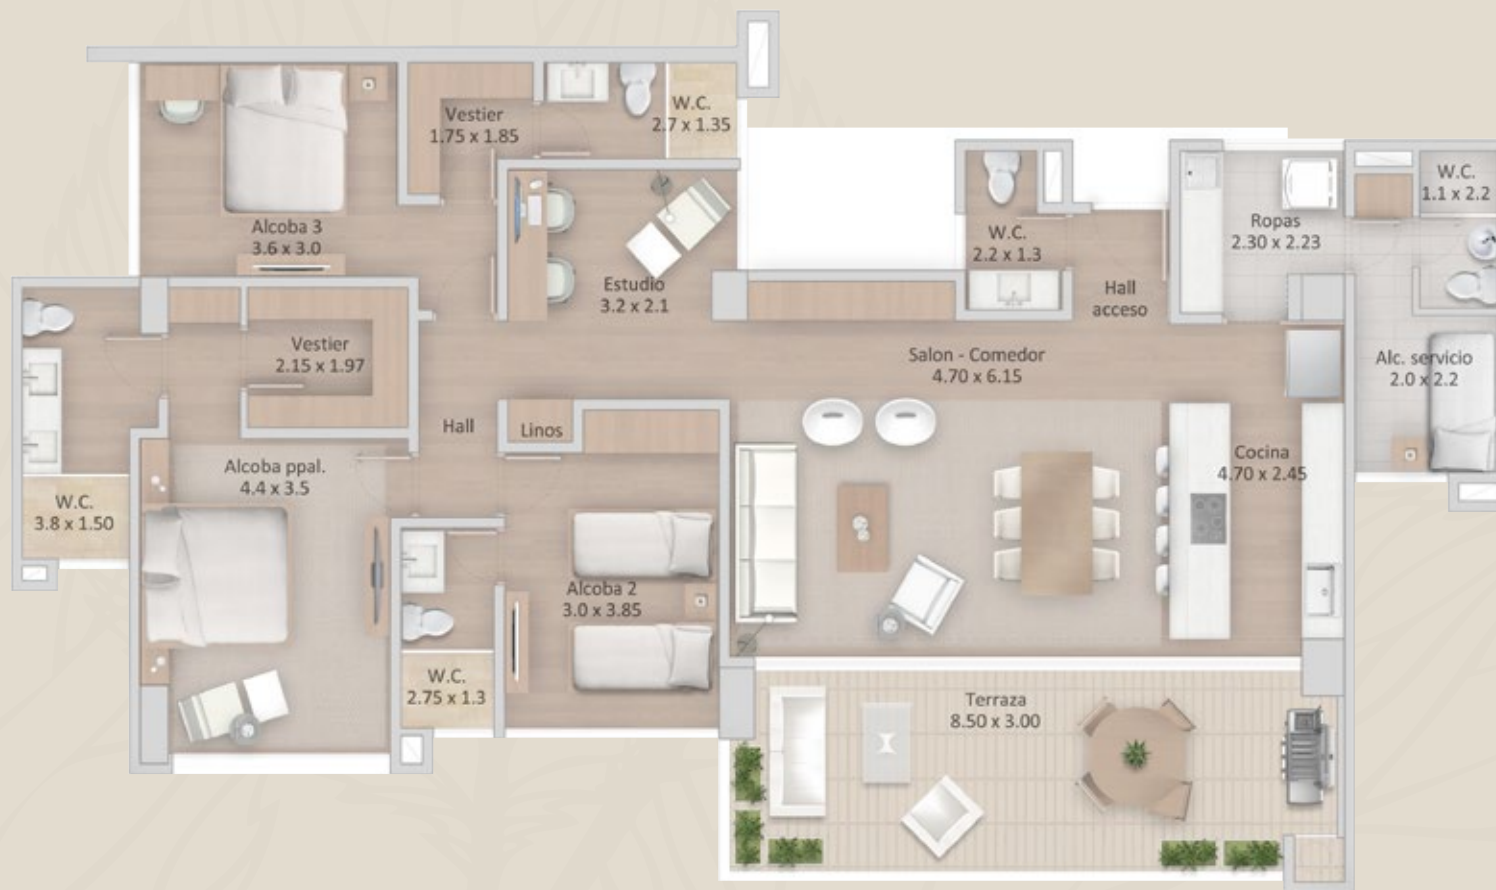 Vestier
1.75 x 1.85
W.C.
2.7 x 1.35
Alcoba 3
3.6 x 3.0
Estudio
3.2 x 2.1
W.C.
2.2 x 1.3
Hall
acceso
Ropas
2.30 x 2.23
W.C.
1.1 x 2.2
Vestier
2.15 x 1.97
Salon - Comedor
4.70 x 6.15
Alc. servicio
2.0 x 2.2
Hall
Linos
Alcoba ppal.
4.4 x 3.5
Cocina
4.70 x 2.45
W.C.
3.8 x 1.50
Alcoba 2
3.0 x 3.85
W.C.
2.75 x 1.3
Terraza
8.50 x 3.00